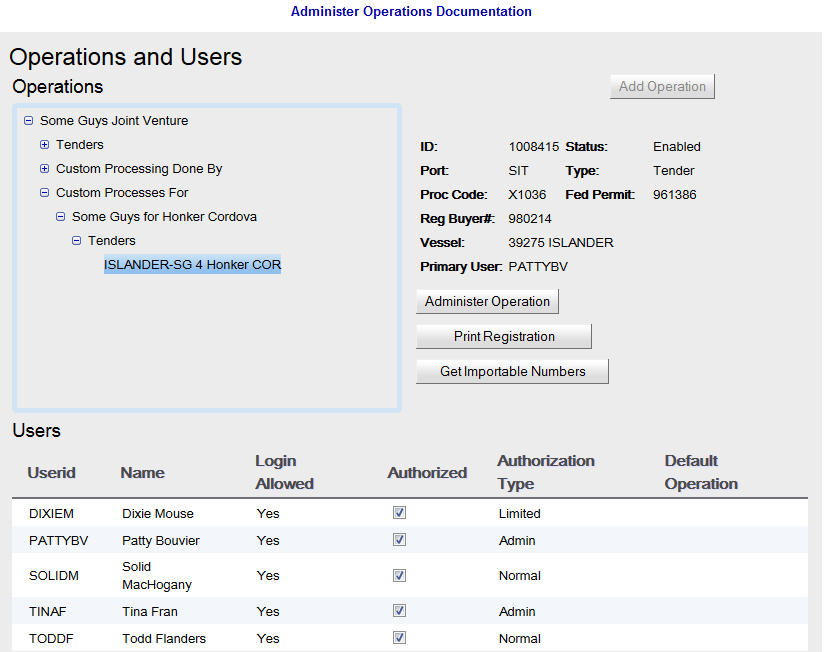 Administer Operations Documentation
Operations and Users
Operations
Add Operation
Some Guys Joint Venture
Tenders
Custom Processing Done By
Custom Processes For
Some Guys for Honker Cordova
Tenders
ISLANDER-SG 4 Honker COR
ID: 1008415 Status: Enabled
Port: SIT Type: Tender
Proc Code: X1036 Fed Permit: 961386
Reg Buyer#: 980214
Vessel: 39275 ISLANDER
Primary User: PATTYBV
Administer Operation
Print Registration
Get Importable Numbers
Users
Userid Name Login Allowed Authorized Authorization Type Default Operation
DIXIEM Dixie Mouse Yes Limited
PATTYBV Patty Bouvier Yes Admin
SOLIDM Solid MacHogany Yes Normal
TINAF Tina Fran Yes Admin
TODDF Todd Flanders Yes Normal